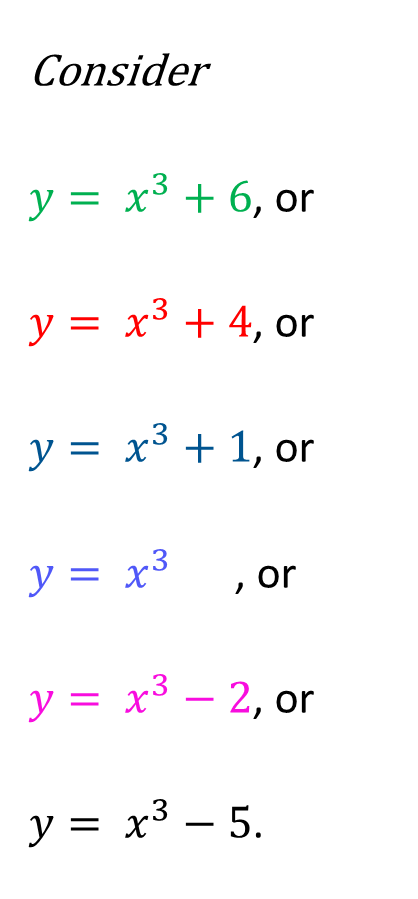 Consider
y = x³ + 6, or
y = x³ + 4, or
y = x³ + 1, or
y = x³ , or
y = x³ − 2, or
y = x³ − 5.